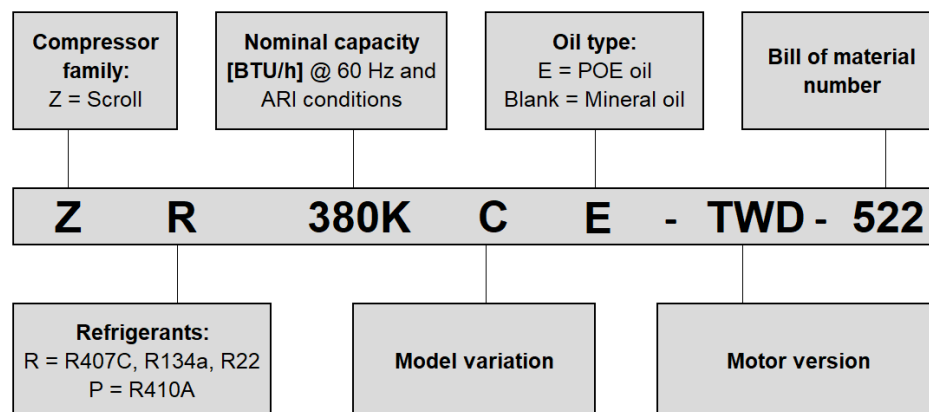 Compressor
family:
Z = Scroll
Nominal capacity
[BTU/h] @ 60 Hz and
ARI conditions
Oil type:
E = POE oil
Blank = Mineral oil
Bill of material
number
Z R 380K C E - TWD - 522
Refrigerants:
R = R407C, R134a, R22
P = R410A
Model variation
Motor version